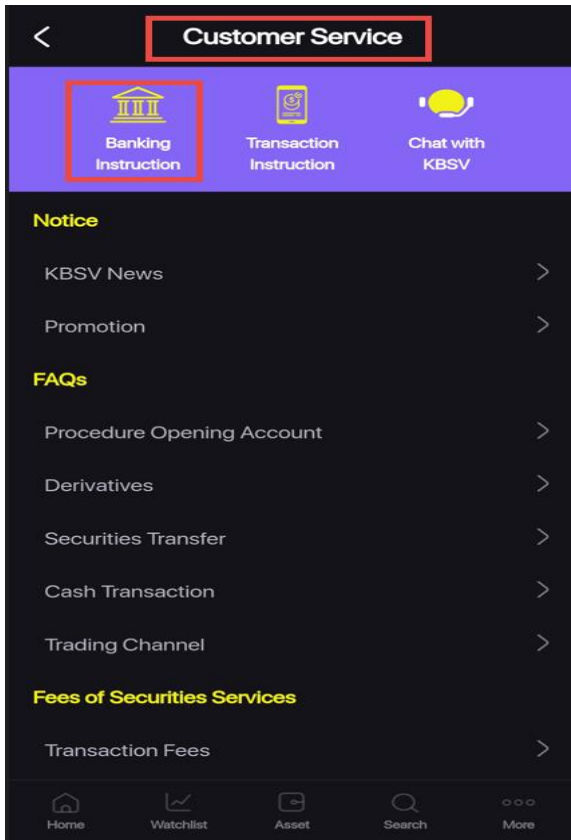 Customer Service
Banking
Instruction
Transaction
Instruction
Chat with
KBSV
Notice
KBSV News
Promotion
FAQs
Procedure Opening Account
Derivatives
Securities Transfer
Cash Transaction
Trading Channel
Fees of Securities Services
Transaction Fees
Home
Watchlist
Asset
Search
More